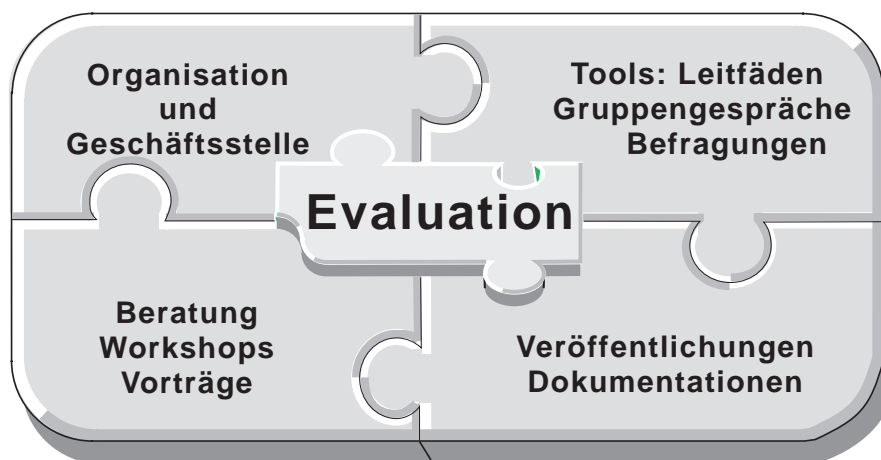 Organisation
und
Geschäftsstelle
Tools: Leitfäden
Gruppengespräche
Befragungen
Evaluation
Beratung
Workshops
Vorträge
Veröffentlichungen
Dokumentationen